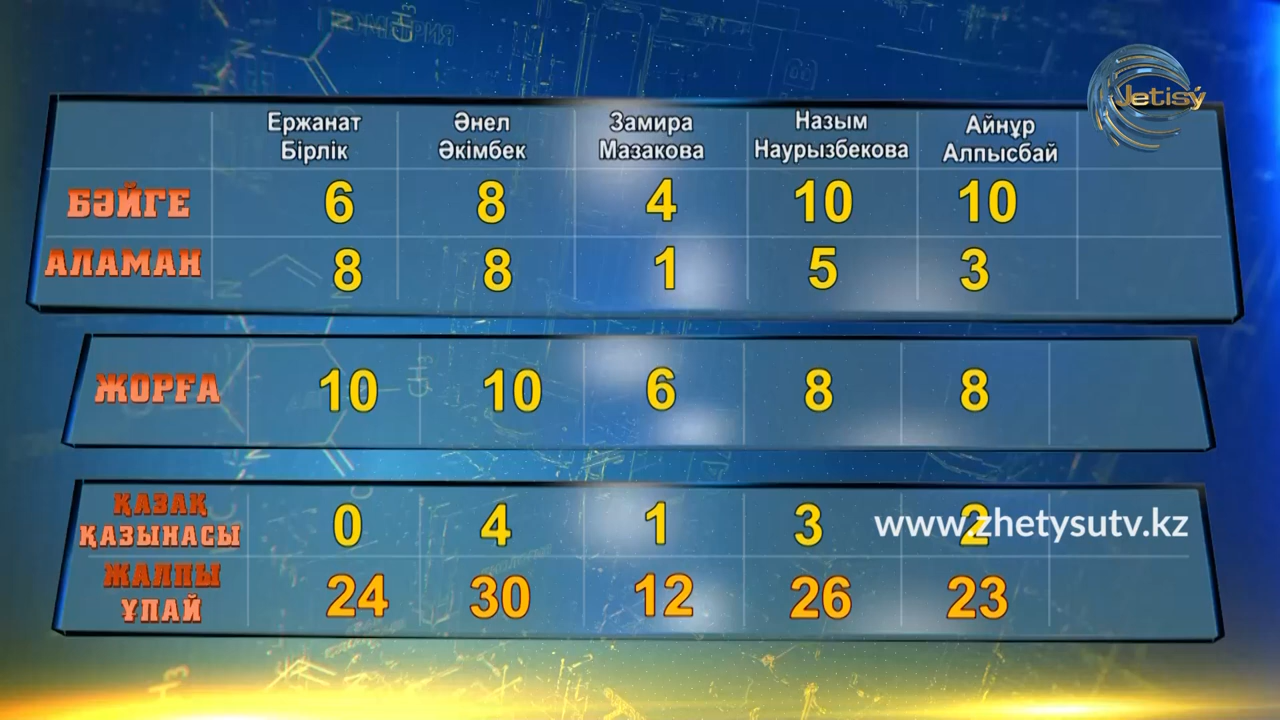 Jetisý
Ержанат Бірлік
Әнел Әкімбек
Замира Мазакова
Назым Наурызбекова
Айнұр Алпысбай
БӘЙГЕ 6 8 4 10 10
АЛАМАН 8 8 1 5 3
ЖОРҒА 10 10 6 8 8
ҚАЗАҚ ҚАЗЫНАСЫ 0 4 1 3 2
www.zhetysutv.kz
ЖАЛПЫ ҰПАЙ 24 30 12 26 23